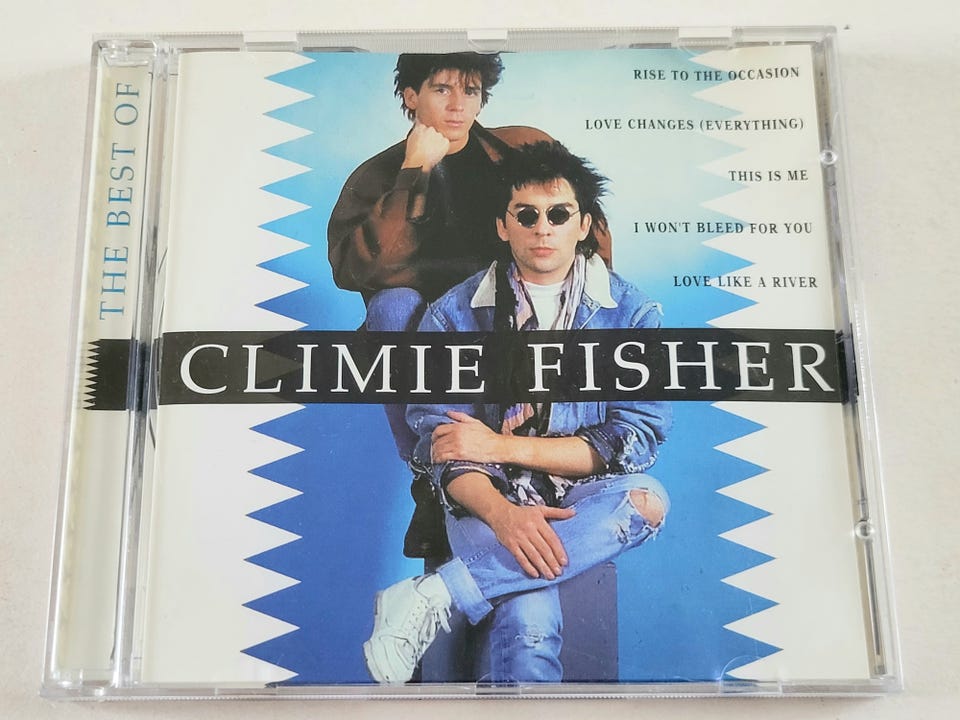 THE BEST OF
RISE TO THE OCCASION
LOVE CHANGES (EVERYTHING)
THIS IS ME
I WON'T BLEED FOR YOU
LOVE LIKE A RIVER
CLIMIE FISHER